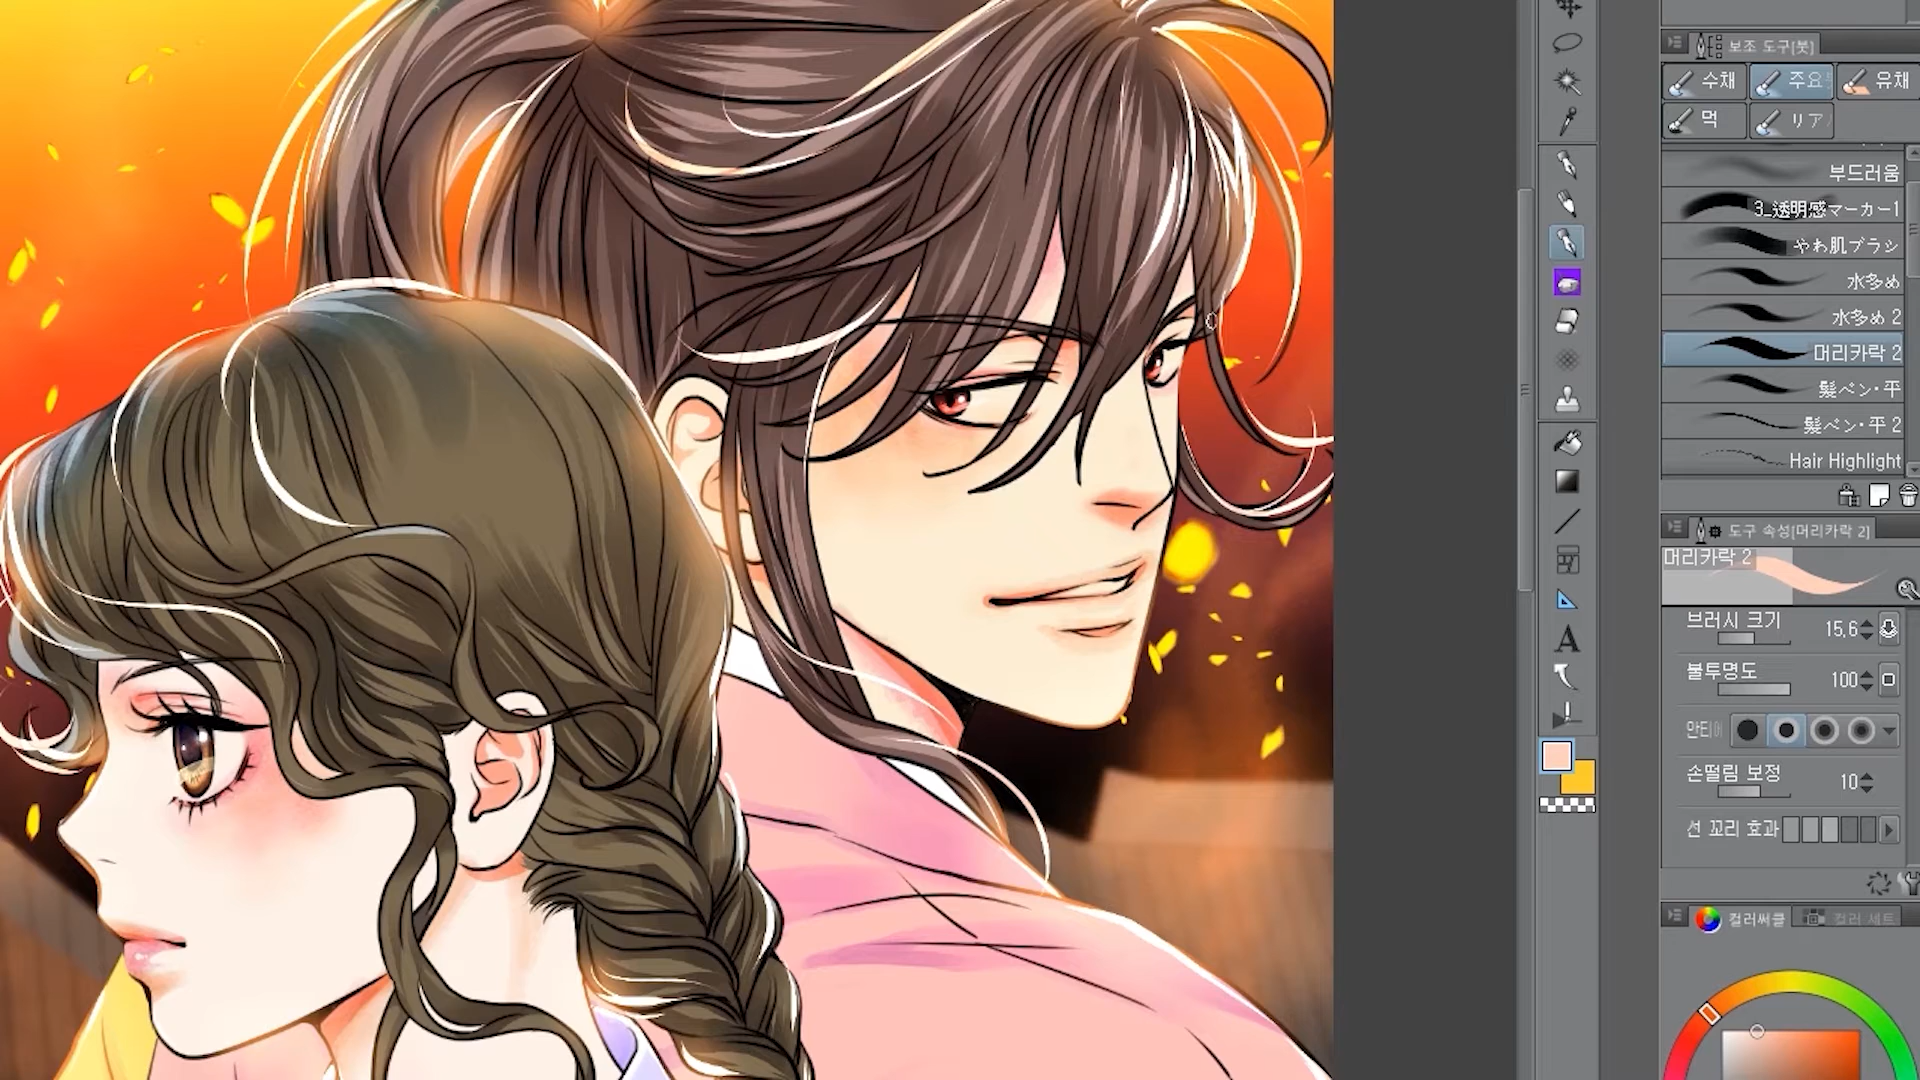 보조 도구[붓]
수채
주요
유채
먹
リア
부드러움
3_透明感マーカー1
やわ肌ブラシ
水多め
水多め 2
머리카락 2
髪ペン・平
髪ペン・平 2
Hair Highlight
도구 속성[머리카락 2]
머리카락 2
브러시 크기 15.6
불투명도 100
안티에
손떨림 보정 10
선 꼬리 효과
A
컬러써클
컬러 세트